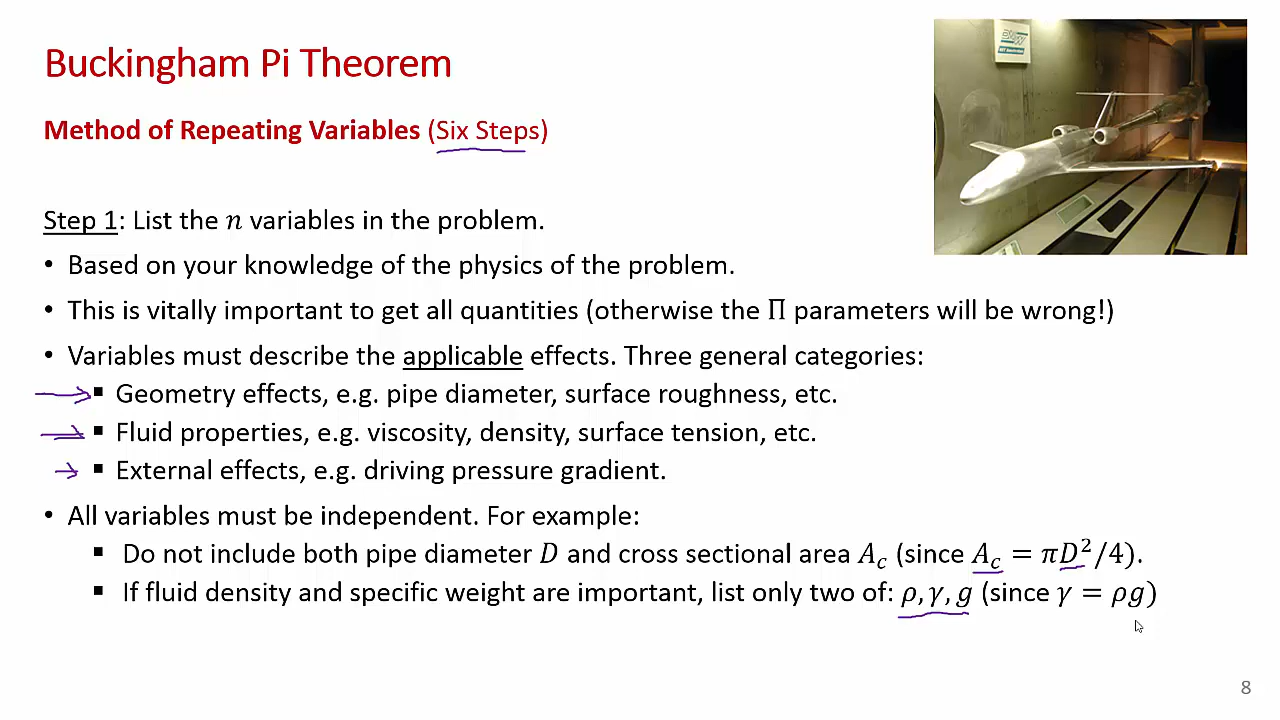 Buckingham Pi Theorem
Method of Repeating Variables (Six Steps)
Step 1: List the n variables in the problem.
• Based on your knowledge of the physics of the problem.
• This is vitally important to get all quantities (otherwise the Π parameters will be wrong!)
• Variables must describe the applicable effects. Three general categories:
▪ Geometry effects, e.g. pipe diameter, surface roughness, etc.
▪ Fluid properties, e.g. viscosity, density, surface tension, etc.
▪ External effects, e.g. driving pressure gradient.
• All variables must be independent. For example:
▪ Do not include both pipe diameter D and cross sectional area A_c (since A_c = πD²/4).
▪ If fluid density and specific weight are important, list only two of: ρ, γ, g (since γ = ρg)
8